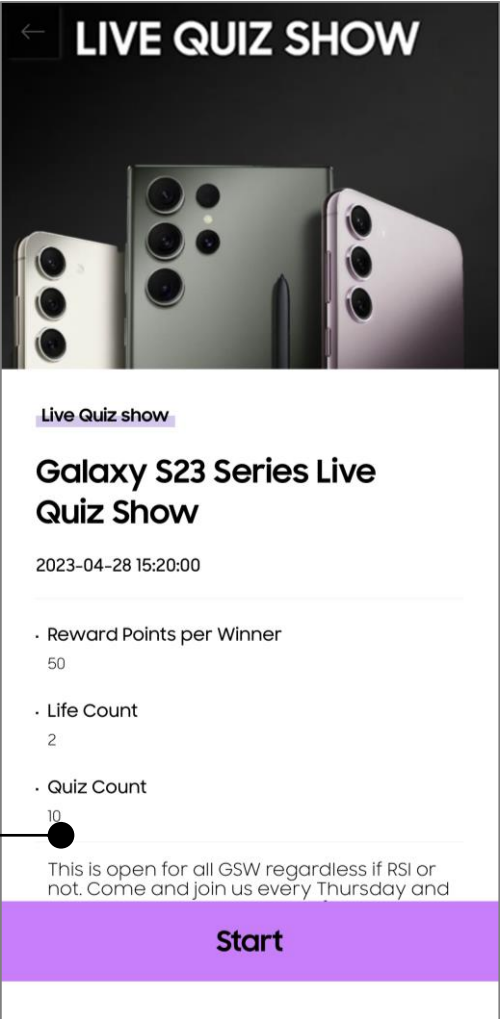 LIVE QUIZ SHOW
Live Quiz show
Galaxy S23 Series Live
Quiz Show
2023-04-28 15:20:00
· Reward Points per Winner
50
· Life Count
2
· Quiz Count
10
This is open for all GSW regardless if RSI or
not. Come and join us every Thursday and
Start